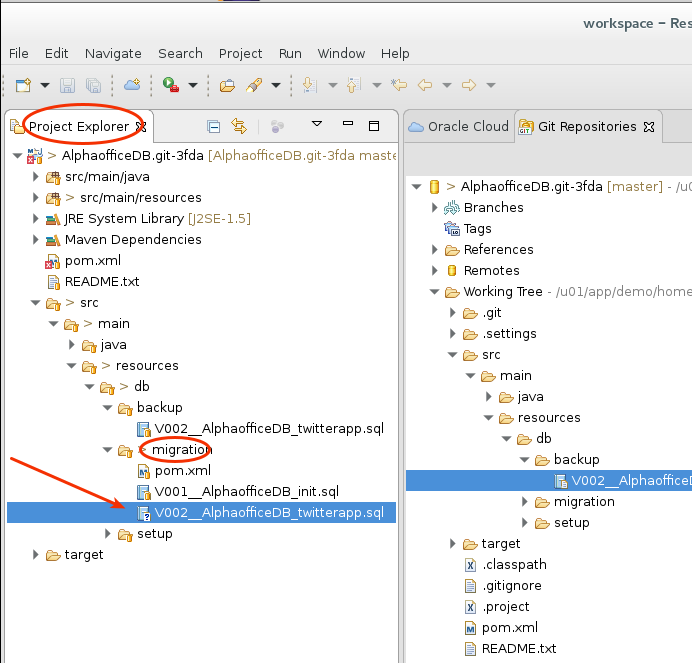 workspace – Res
File Edit Navigate Search Project Run Window Help
Project Explorer
> AlphaofficeDB.git-3fda [AlphaofficeDB.git-3fda maste
src/main/java
> src/main/resources
JRE System Library [J2SE-1.5]
Maven Dependencies
pom.xml
README.txt
> src
> main
java
> resources
> db
backup
V002__AlphaofficeDB_twitterapp.sql
> migration
pom.xml
V001__AlphaofficeDB_init.sql
V002__AlphaofficeDB_twitterapp.sql
setup
target
Oracle Cloud Git Repositories
> AlphaofficeDB.git-3fda [master] - /u
Branches
Tags
References
Remotes
Working Tree - /u01/app/demo/home
.git
.settings
src
main
java
resources
db
backup
V002__AlphaofficeD
migration
setup
target
.classpath
.gitignore
.project
pom.xml
README.txt